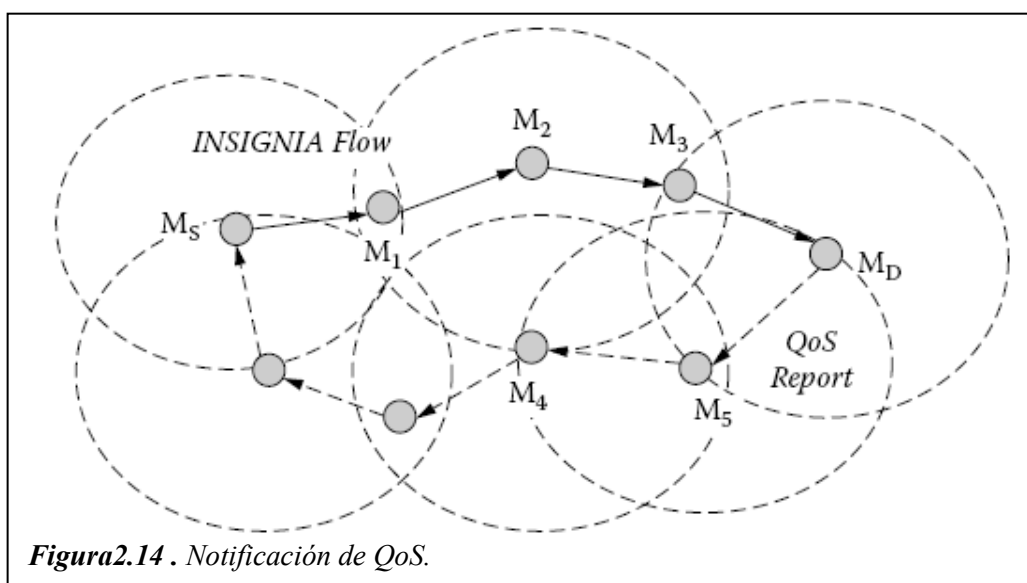 INSIGNIA Flow
M2
M3
MS
M1
MD
QoS
Report
M4
M5
Figura2.14 . Notificación de QoS.